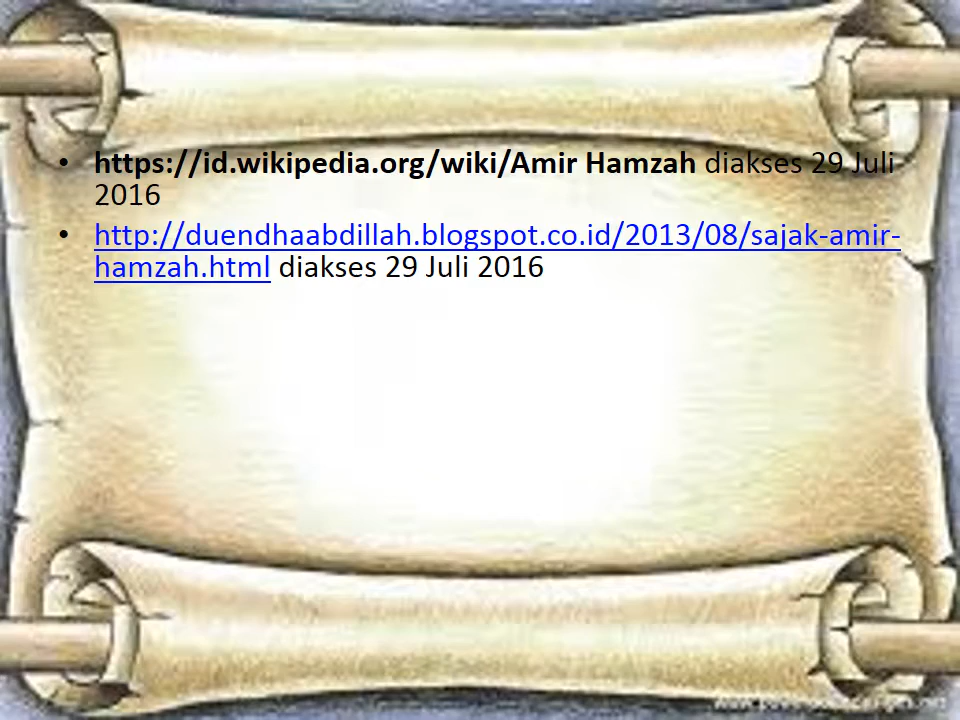 • https://id.wikipedia.org/wiki/Amir Hamzah diakses 29 Juli
2016
• http://duendhaabdillah.blogspot.co.id/2013/08/sajak-amir-
hamzah.html diakses 29 Juli 2016